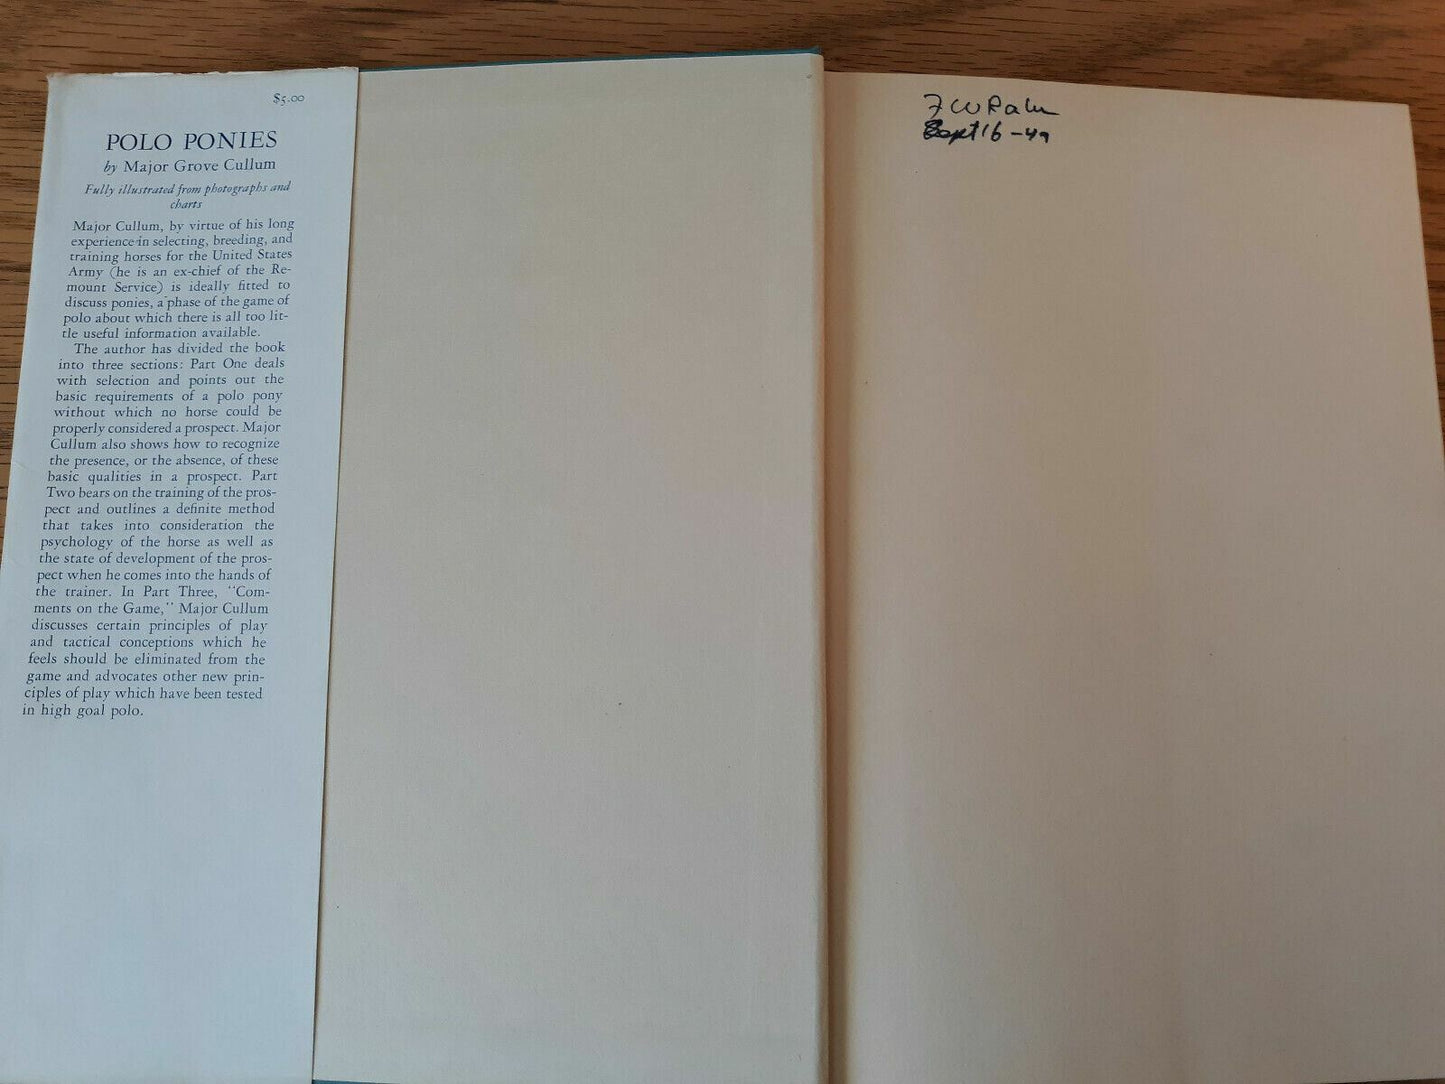 $5.00
POLO PONIES
by Major Grove Cullum
Fully illustrated from photographs and
charts
Major Cullum, by virtue of his long
experience in selecting, breeding, and
training horses for the United States
Army (he is an ex-chief of the Re-
mount Service) is ideally fitted to
discuss ponies, a phase of the game of
polo about which there is all too lit-
tle useful information available.
The author has divided the book
into three sections: Part One deals
with selection and points out the
basic requirements of a polo pony
without which no horse could be
properly considered a prospect. Major
Cullum also shows how to recognize
the presence, or the absence, of these
basic qualities in a prospect. Part
Two bears on the training of the pros-
pect and outlines a definite method
that takes into consideration the
psychology of the horse as well as
the state of development of the pros-
pect when he comes into the hands of
the trainer. In Part Three, "Com-
ments on the Game," Major Cullum
discusses certain principles of play
and tactical conceptions which he
feels should be eliminated from the
game and advocates other new prin-
ciples of play which have been tested
in high goal polo.
Sept 16 -49